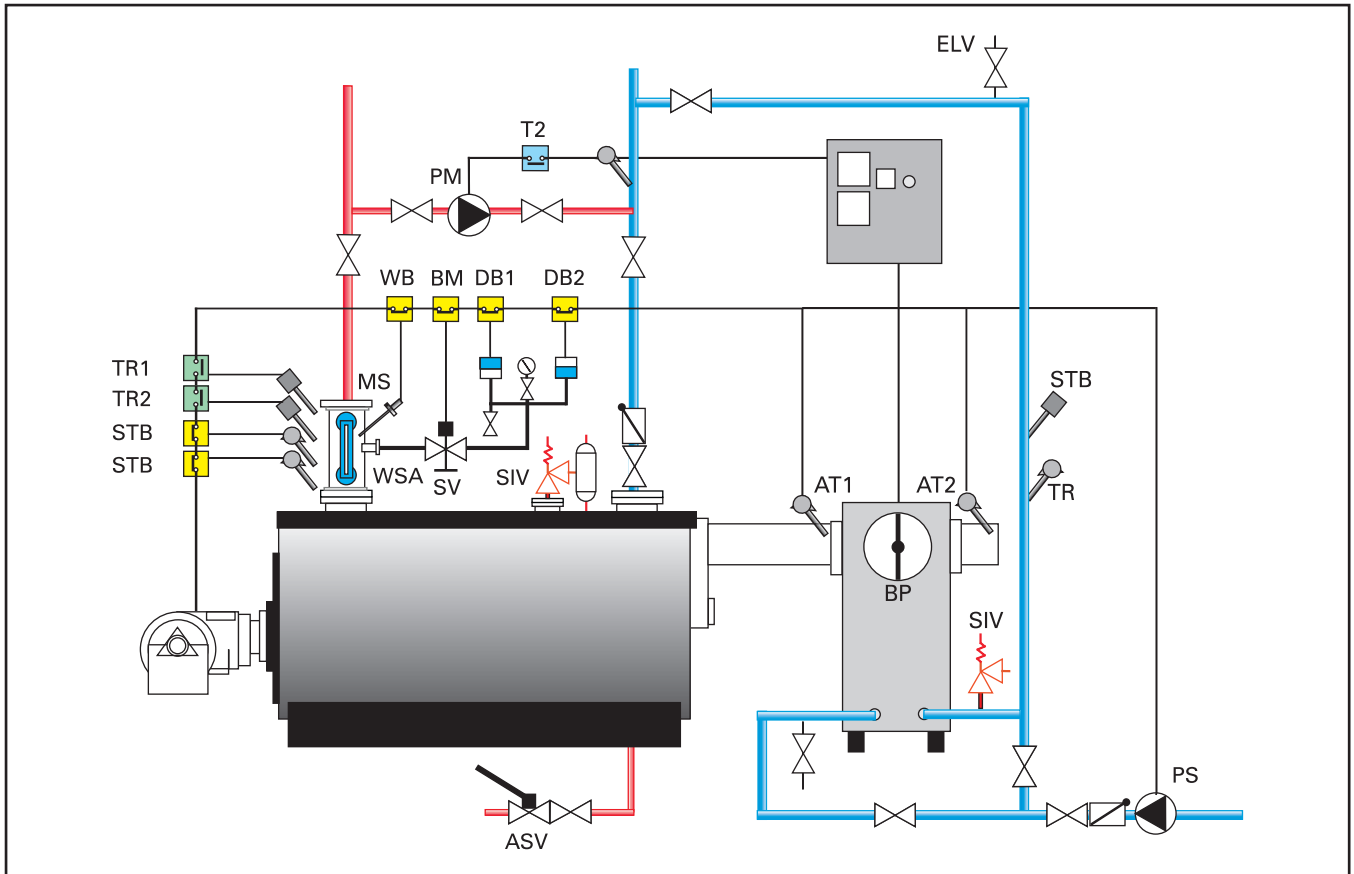 ELV
T2
PM
WB
BM
DB1
DB2
TR1
TR2
STB
STB
MS
WSA
SV
SIV
STB
TR
AT1
AT2
BP
SIV
PS
ASV